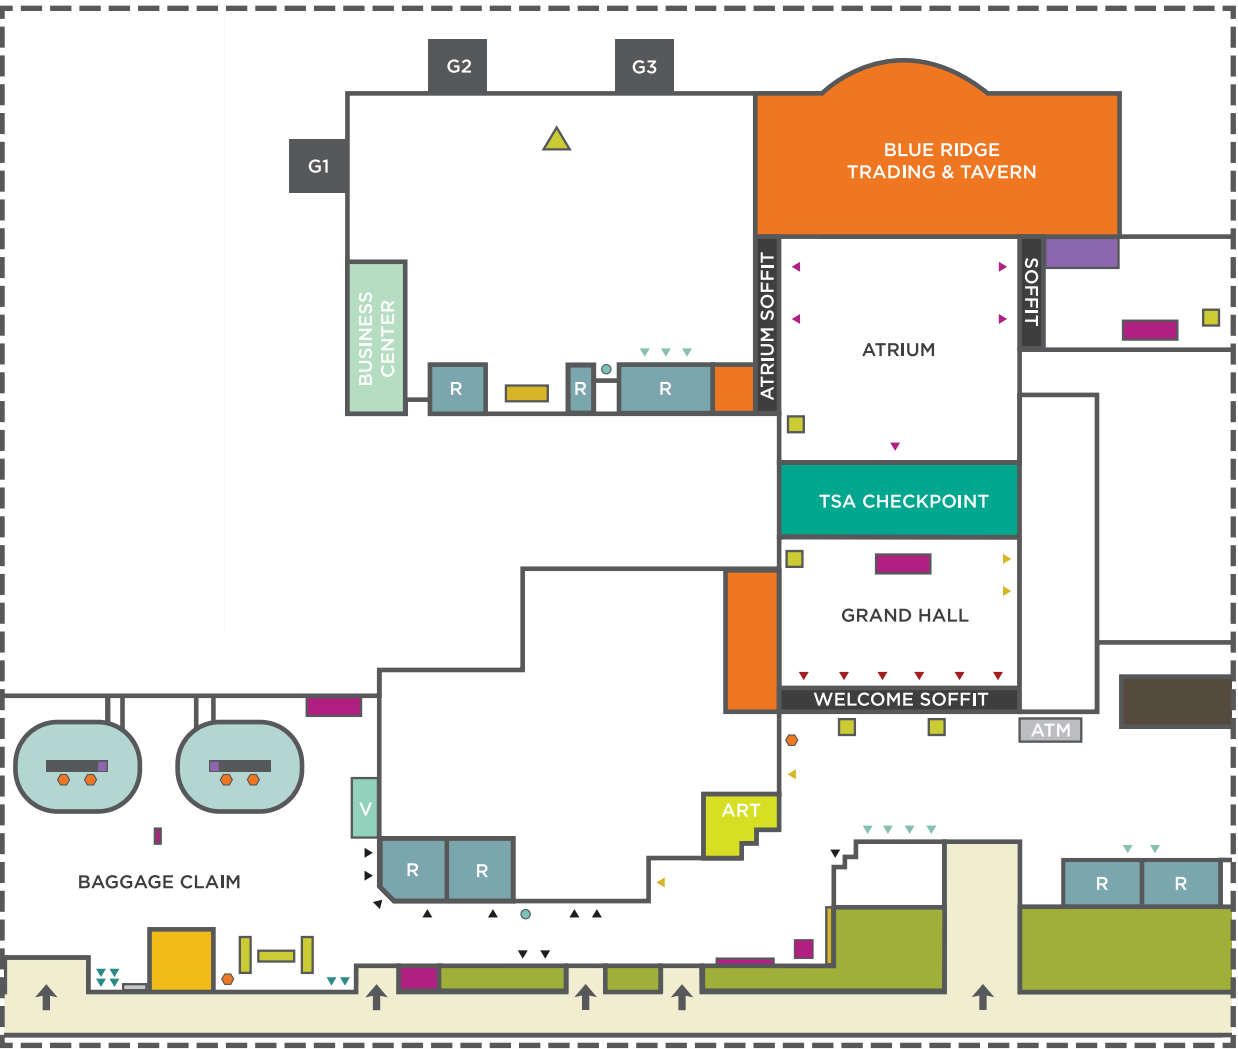 G2
G3
G1
BLUE RIDGE
TRADING & TAVERN
BUSINESS
CENTER
ATRIUM SOFFIT
SOFFIT
ATRIUM
R
R
R
TSA CHECKPOINT
GRAND HALL
WELCOME SOFFIT
ATM
V
ART
R
R
BAGGAGE CLAIM
R
R